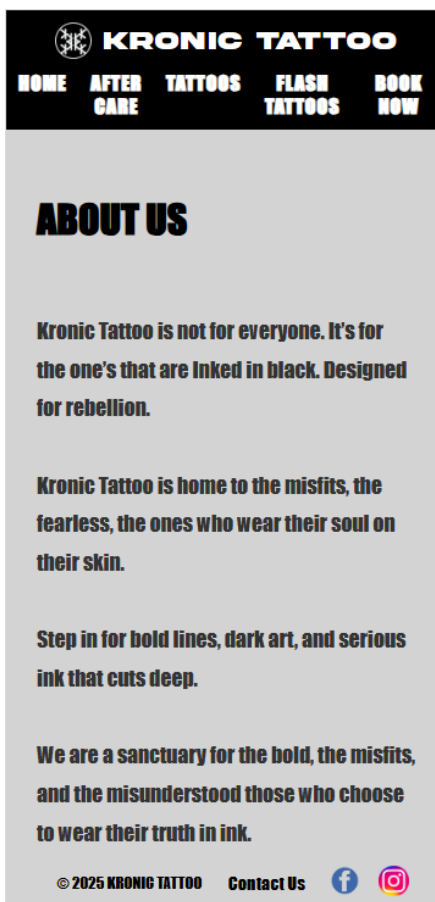 KRONIC TATTOO
HOME AFTER CARE TATTOOS FLASH TATTOOS BOOK NOW
ABOUT US
Kronic Tattoo is not for everyone. It's for
the one's that are Inked in black. Designed
for rebellion.
Kronic Tattoo is home to the misfits, the
fearless, the ones who wear their soul on
their skin.
Step in for bold lines, dark art, and serious
ink that cuts deep.
We are a sanctuary for the bold, the misfits,
and the misunderstood those who choose
to wear their truth in ink.
© 2025 KRONIC TATTOO Contact Us